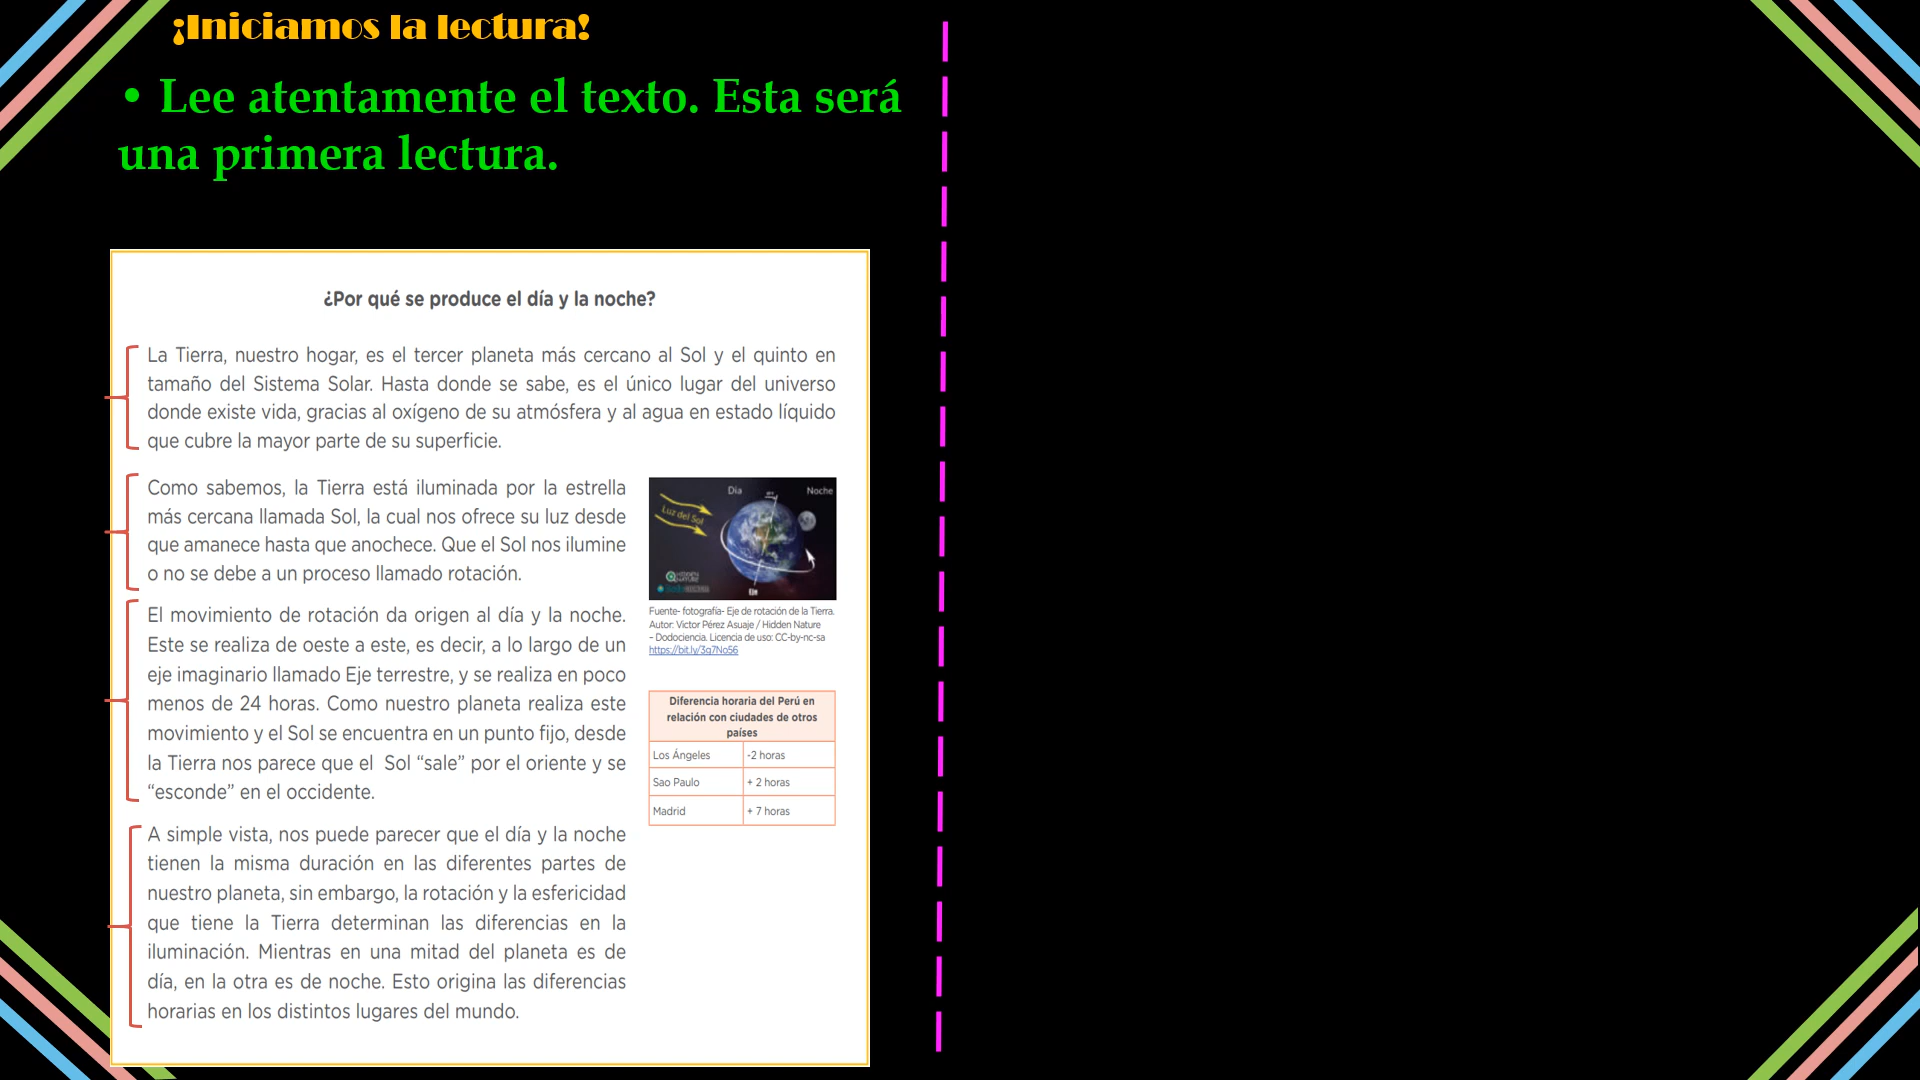 ¡Iniciamos la lectura!
• Lee atentamente el texto. Esta será
una primera lectura.
¿Por qué se produce el día y la noche?
La Tierra, nuestro hogar, es el tercer planeta más cercano al Sol y el quinto en
tamaño del Sistema Solar. Hasta donde se sabe, es el único lugar del universo
donde existe vida, gracias al oxígeno de su atmósfera y al agua en estado líquido
que cubre la mayor parte de su superficie.
Como sabemos, la Tierra está iluminada por la estrella
más cercana llamada Sol, la cual nos ofrece su luz desde
que amanece hasta que anochece. Que el Sol nos ilumine
o no se debe a un proceso llamado rotación.
El movimiento de rotación da origen al día y la noche.
Este se realiza de oeste a este, es decir, a lo largo de un
eje imaginario llamado Eje terrestre, y se realiza en poco
menos de 24 horas. Como nuestro planeta realiza este
movimiento y el Sol se encuentra en un punto fijo, desde
la Tierra nos parece que el Sol “sale” por el oriente y se
“esconde” en el occidente.
A simple vista, nos puede parecer que el día y la noche
tienen la misma duración en las diferentes partes de
nuestro planeta, sin embargo, la rotación y la esfericidad
que tiene la Tierra determinan las diferencias en la
iluminación. Mientras en una mitad del planeta es de
día, en la otra es de noche. Esto origina las diferencias
horarias en los distintos lugares del mundo.
Día
Noche
Luz del Sol
HIDDEN
NATURE
Fuente- fotografía- Eje de rotación de la Tierra.
Autor: Victor Pérez Asuaje / Hidden Nature
– Dodociencia. Licencia de uso: CC-by-nc-sa
https://bit.ly/3q7No56
Diferencia horaria del Perú en
relación con ciudades de otros
países
Los Ángeles -2 horas
Sao Paulo + 2 horas
Madrid + 7 horas